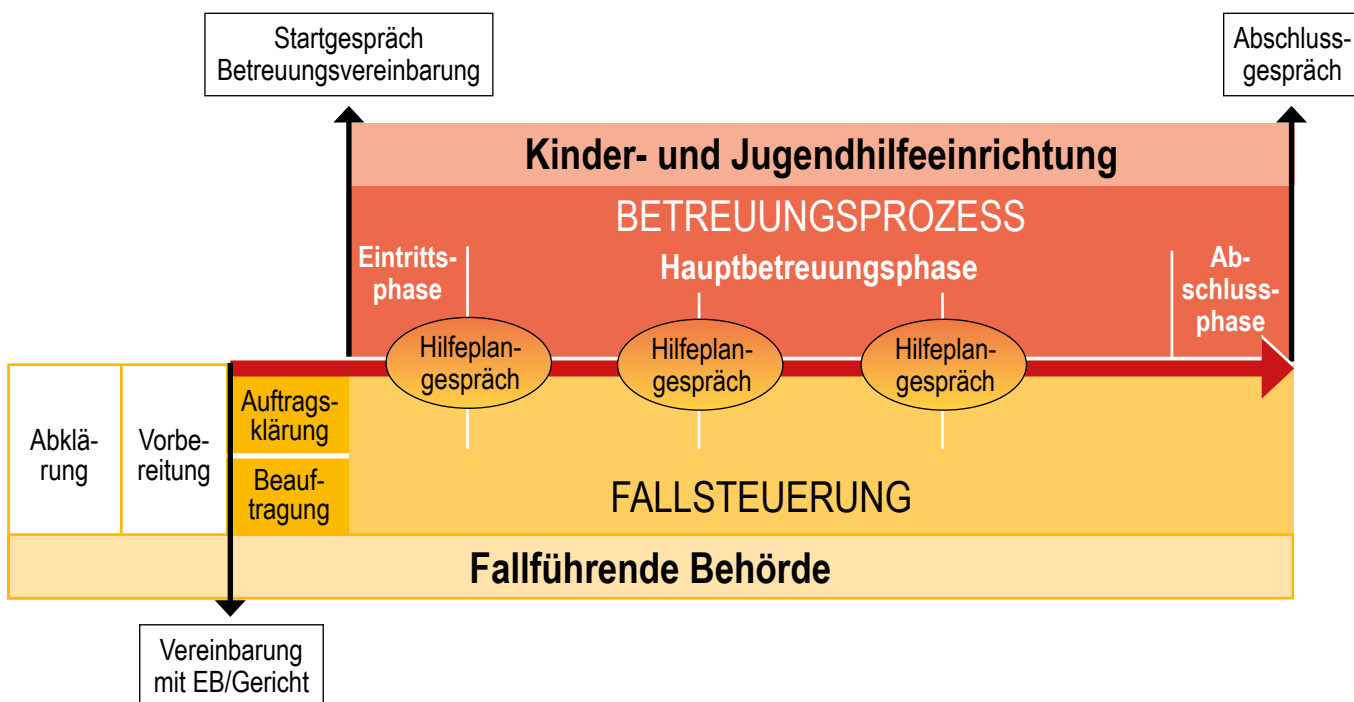 Startgespräch
Betreuungsvereinbarung
Abschluss-
gespräch
Kinder- und Jugendhilfeeinrichtung
BETREUUNGSPROZESS
Eintritts-
phase
Hauptbetreuungsphase
Ab-
schluss-
phase
Hilfeplan-
gespräch
Hilfeplan-
gespräch
Hilfeplan-
gespräch
Abklä-
rung
Vorbe-
reitung
Auftrags-
klärung
Beauf-
tragung
FALLSTEUERUNG
Fallführende Behörde
Vereinbarung
mit EB/Gericht